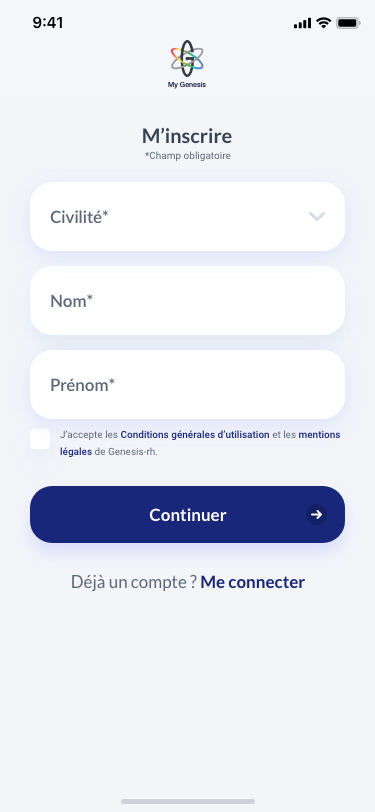 9:41
My Genesis
M’inscrire
*Champ obligatoire
Civilité*
Nom*
Prénom*
J’accepte les Conditions générales d’utilisation et les mentions
légales de Genesis-rh.
Continuer
Déjà un compte ? Me connecter